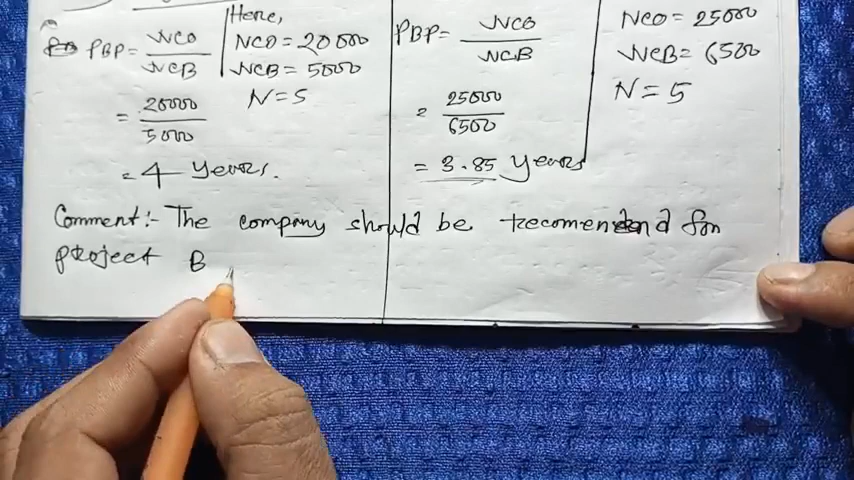 PBP = NCO / NCB
Here,
NCO = 20000
NCB = 5000
N = 5
= 20000 / 5000
= 4 Years.
PBP = NCO / NCB
NCO = 25000
NCB = 6500
N = 5
= 25000 / 6500
= 3.85 years
Comment:- The company should be for
project B